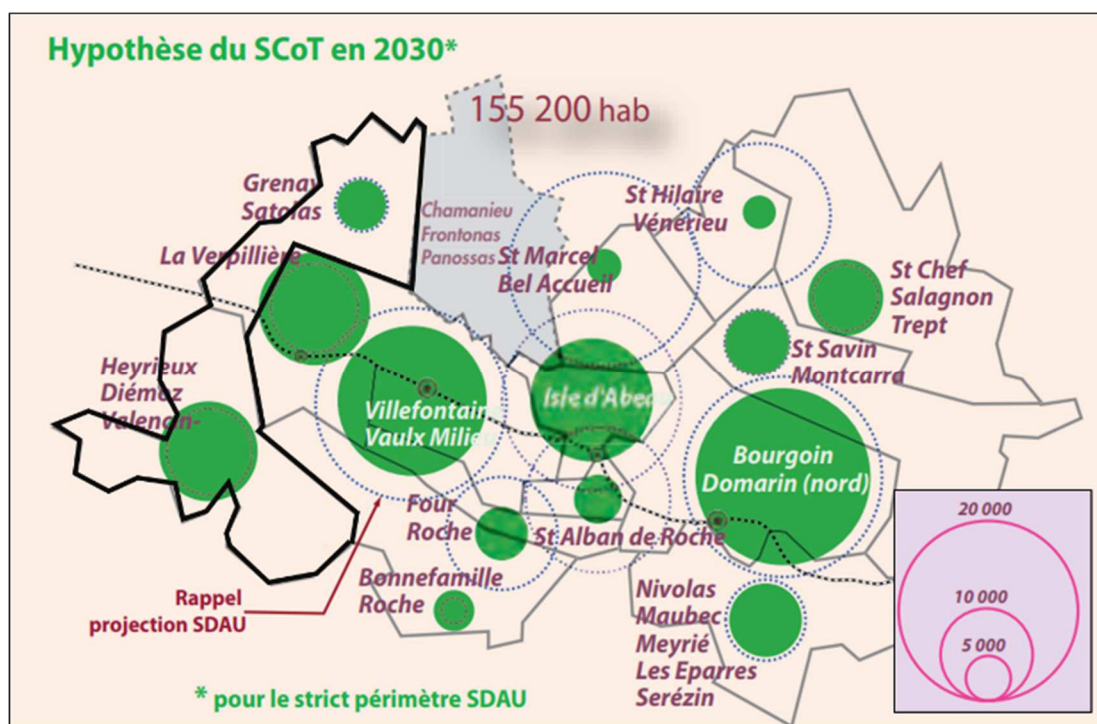 Hypothèse du SCoT en 2030*
155 200 hab
Grenay
Satolas
Chamanieu
Frontonas
Panossas
St Hilaire
Vénérieu
La Verpillière
St Marcel
Bel Accueil
St Chef
Salagnon
Trept
St Savin
Montcarra
Heyrieux
Diémoz
Valencin-
Villefontaine
Vaulx Milieu
Isle d'Abeau
Bourgoin
Domarin (nord)
Four
Roche
St Alban de Roche
Bonnefamille
Roche
Rappel
projection SDAU
Nivolas
Maubec
Meyrié
Les Eparres
Serézin
20 000
10 000
5 000
* pour le strict périmètre SDAU